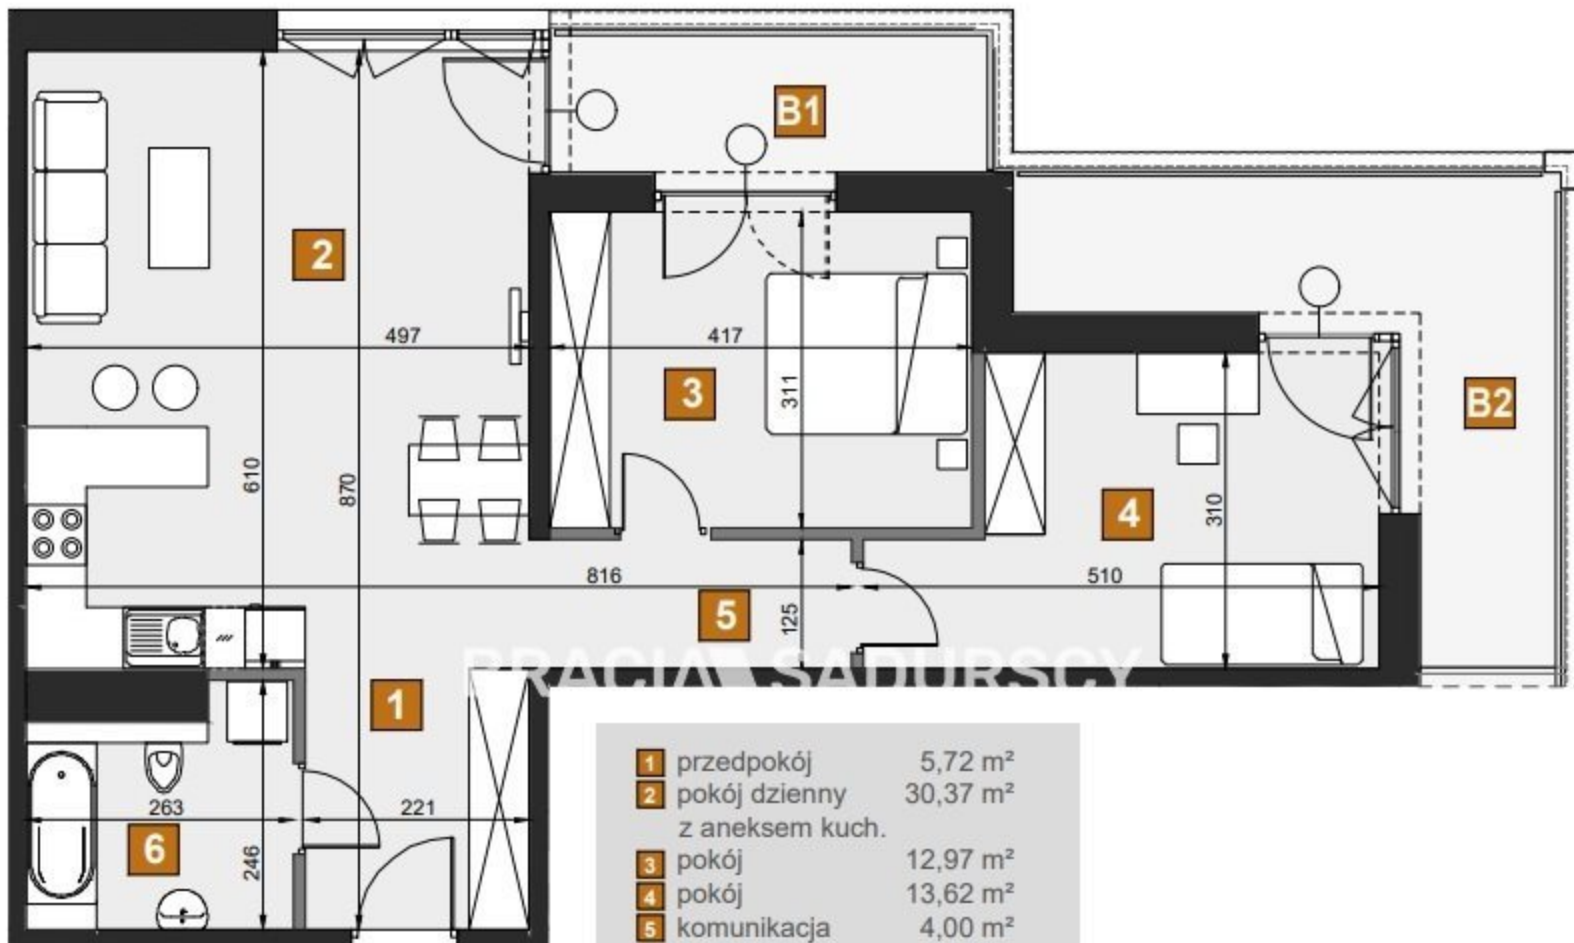 B1
2
497
417
3
311
B2
610
870
4
310
816
510
5
125
BRACIA SADURSCY
1
263
221
6
246
1 przedpokój 5,72 m²
2 pokój dzienny 30,37 m²
z aneksem kuch.
3 pokój 12,97 m²
4 pokój 13,62 m²
5 komunikacja 4,00 m²